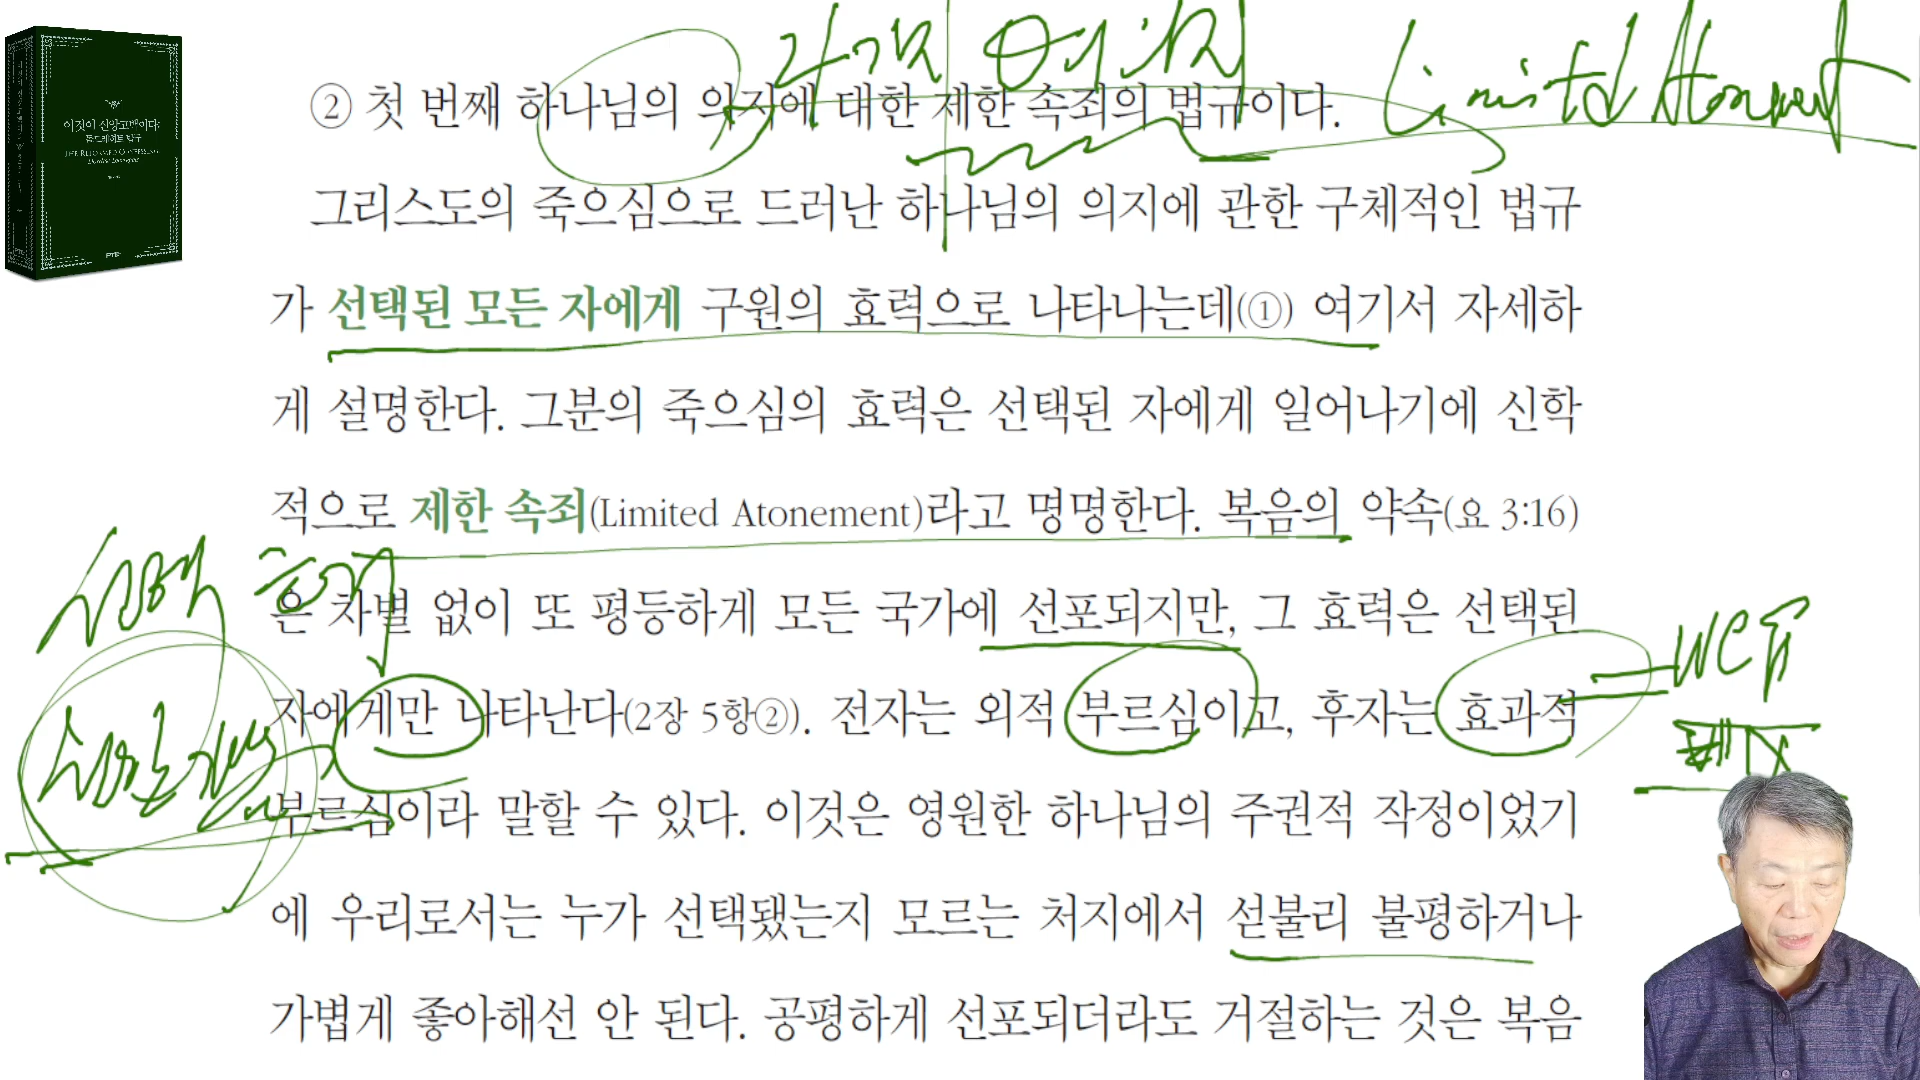 이것이 신앙고백이다:
돌드레히트 법규
THE REFORMED CONFESSIONS
Limited Atonement
② 첫 번째 하나님의 의지에 대한 제한 속죄의 법규이다.
그리스도의 죽으심으로 드러난 하나님의 의지에 관한 구체적인 법규
가 선택된 모든 자에게 구원의 효력으로 나타나는데(①) 여기서 자세하
게 설명한다. 그분의 죽으심의 효력은 선택된 자에게 일어나기에 신학
적으로 제한 속죄(Limited Atonement)라고 명명한다. 복음의 약속(요 3:16)
은 차별 없이 또 평등하게 모든 국가에 선포되지만, 그 효력은 선택된
자에게만 나타난다(2장 5항②). 전자는 외적 부르심이고, 후자는 효과적
WCF
부르심이라 말할 수 있다. 이것은 영원한 하나님의 주권적 작정이었기
에 우리로서는 누가 선택됐는지 모르는 처지에서 섣불리 불평하거나
가볍게 좋아해선 안 된다. 공평하게 선포되더라도 거절하는 것은 복음